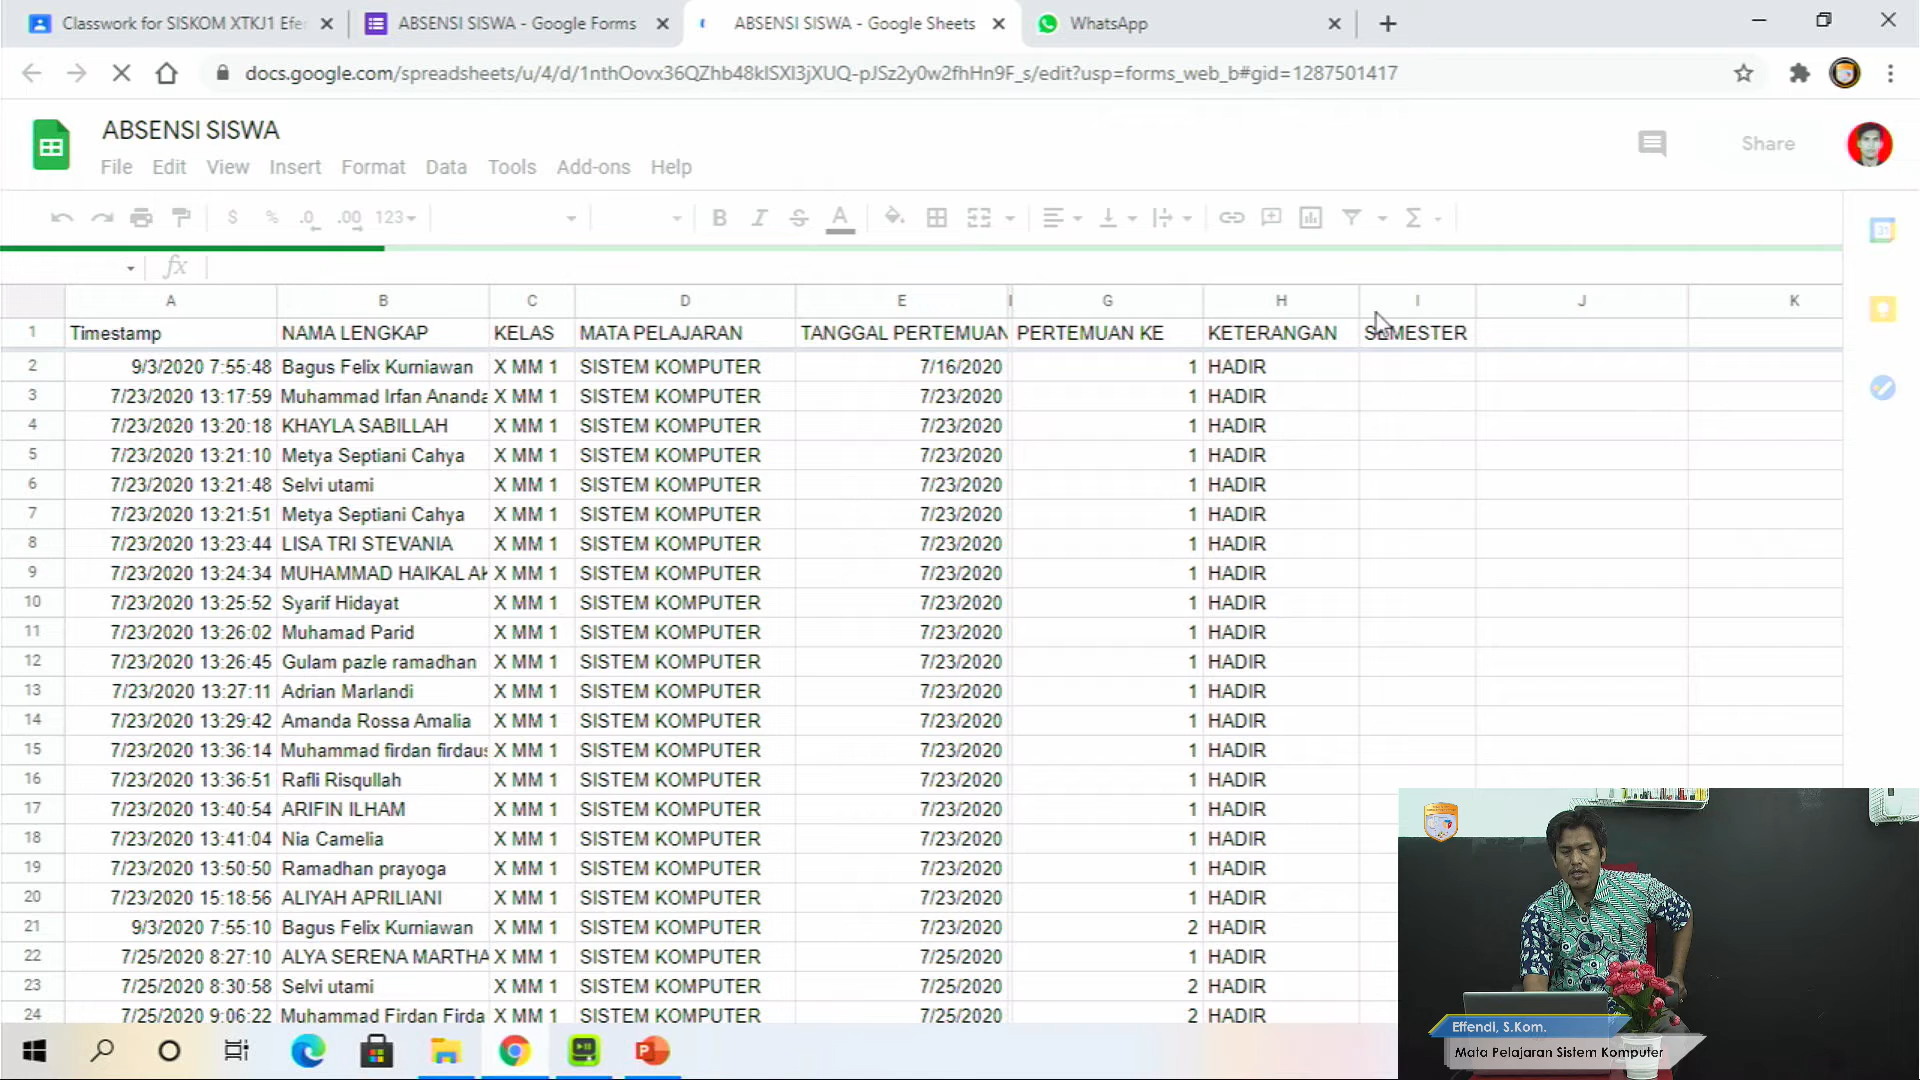 Classwork for SISKOM XTKJ1 Efer
ABSENSI SISWA - Google Forms
ABSENSI SISWA - Google Sheets
WhatsApp
docs.google.com/spreadsheets/u/4/d/1nthOovx36QZhb48klSXl3jXUQ-pJSz2y0w2fhHn9F_s/edit?usp=forms_web_b#gid=1287501417
ABSENSI SISWA
File Edit View Insert Format Data Tools Add-ons Help
Share
$ % .0 .00 123 B I S A
31
fx
A B C D E G H I J K
1 Timestamp NAMA LENGKAP KELAS MATA PELAJARAN TANGGAL PERTEMUAN PERTEMUAN KE KETERANGAN SEMESTER
2 9/3/2020 7:55:48 Bagus Felix Kurniawan X MM 1 SISTEM KOMPUTER 7/16/2020 1 HADIR
3 7/23/2020 13:17:59 Muhammad Irfan Ananda X MM 1 SISTEM KOMPUTER 7/23/2020 1 HADIR
4 7/23/2020 13:20:18 KHAYLA SABILLAH X MM 1 SISTEM KOMPUTER 7/23/2020 1 HADIR
5 7/23/2020 13:21:10 Metya Septiani Cahya X MM 1 SISTEM KOMPUTER 7/23/2020 1 HADIR
6 7/23/2020 13:21:48 Selvi utami X MM 1 SISTEM KOMPUTER 7/23/2020 1 HADIR
7 7/23/2020 13:21:51 Metya Septiani Cahya X MM 1 SISTEM KOMPUTER 7/23/2020 1 HADIR
8 7/23/2020 13:23:44 LISA TRI STEVANIA X MM 1 SISTEM KOMPUTER 7/23/2020 1 HADIR
9 7/23/2020 13:24:34 MUHAMMAD HAIKAL AK X MM 1 SISTEM KOMPUTER 7/23/2020 1 HADIR
10 7/23/2020 13:25:52 Syarif Hidayat X MM 1 SISTEM KOMPUTER 7/23/2020 1 HADIR
11 7/23/2020 13:26:02 Muhamad Parid X MM 1 SISTEM KOMPUTER 7/23/2020 1 HADIR
12 7/23/2020 13:26:45 Gulam pazle ramadhan X MM 1 SISTEM KOMPUTER 7/23/2020 1 HADIR
13 7/23/2020 13:27:11 Adrian Marlandi X MM 1 SISTEM KOMPUTER 7/23/2020 1 HADIR
14 7/23/2020 13:29:42 Amanda Rossa Amalia X MM 1 SISTEM KOMPUTER 7/23/2020 1 HADIR
15 7/23/2020 13:36:14 Muhammad firdan firdaus X MM 1 SISTEM KOMPUTER 7/23/2020 1 HADIR
16 7/23/2020 13:36:51 Rafli Risqullah X MM 1 SISTEM KOMPUTER 7/23/2020 1 HADIR
17 7/23/2020 13:40:54 ARIFIN ILHAM X MM 1 SISTEM KOMPUTER 7/23/2020 1 HADIR
18 7/23/2020 13:41:04 Nia Camelia X MM 1 SISTEM KOMPUTER 7/23/2020 1 HADIR
19 7/23/2020 13:50:50 Ramadhan prayoga X MM 1 SISTEM KOMPUTER 7/23/2020 1 HADIR
20 7/23/2020 15:18:56 ALIYAH APRILIANI X MM 1 SISTEM KOMPUTER 7/23/2020 1 HADIR
21 9/3/2020 7:55:10 Bagus Felix Kurniawan X MM 1 SISTEM KOMPUTER 7/23/2020 2 HADIR
22 7/25/2020 8:27:10 ALYA SERENA MARTHA X MM 1 SISTEM KOMPUTER 7/25/2020 1 HADIR
23 7/25/2020 8:30:58 Selvi utami X MM 1 SISTEM KOMPUTER 7/25/2020 2 HADIR
24 7/25/2020 9:06:22 Muhammad Firdan Firda X MM 1 SISTEM KOMPUTER 7/25/2020 2 HADIR
Effendi, S.Kom.
Mata Pelajaran Sistem Komputer